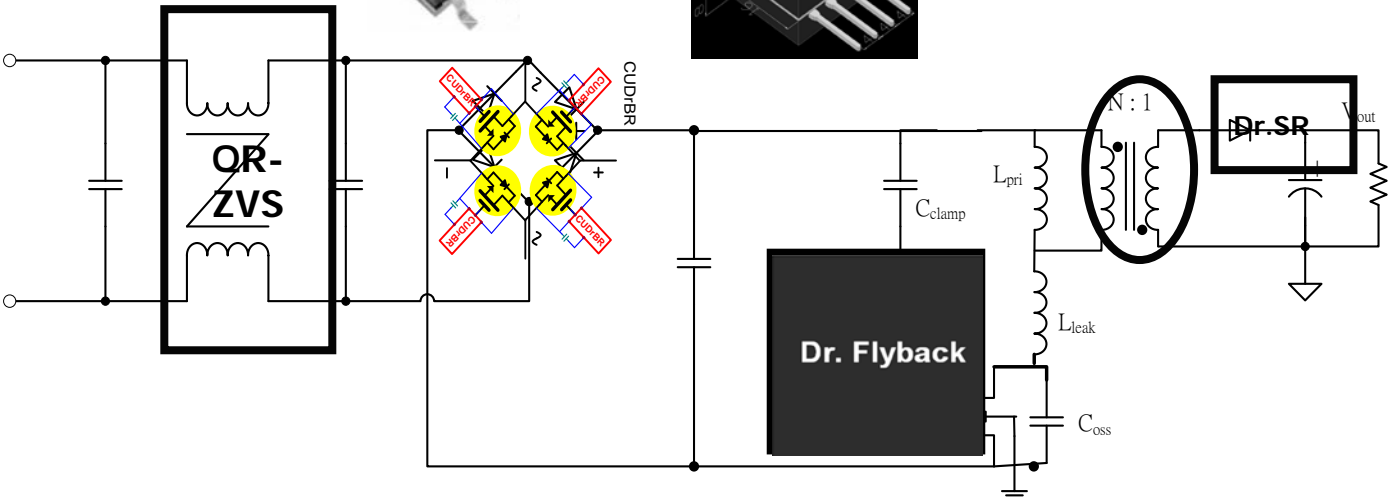 CUDrBR
CUDrBR
CUDrBR
N : 1
Dr.SR
Vout
QR-
ZVS
~
−
+
+
~
CUDrBR
CUDrBR
Lpri
Cclamp
Dr. Flyback
Lleak
Coss